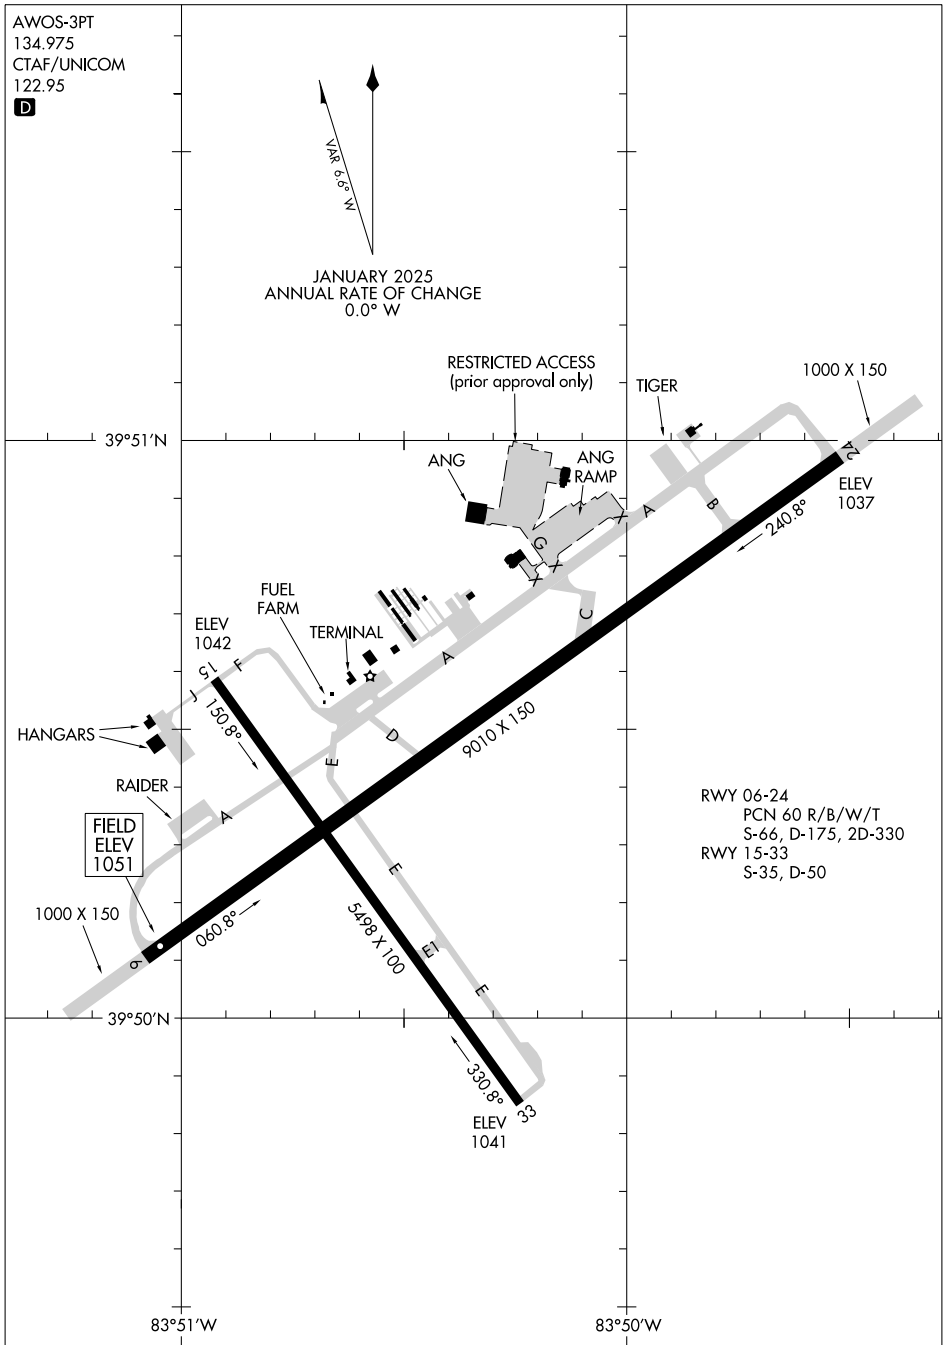 AWOS-3PT
134.975
CTAF/UNICOM
122.95
D
VAR 6.6° W
JANUARY 2025
ANNUAL RATE OF CHANGE
0.0° W
RESTRICTED ACCESS
(prior approval only)
TIGER
1000 X 150
39°51'N
ANG
ANG
RAMP
24
ELEV
1037
A
B
240.8°
G
X
X
X
C
FUEL
FARM
ELEV
1042
TERMINAL
A
15
F
J
150.8°
HANGARS
D
E
9010 X 150
RAIDER
A
RWY 06-24
PCN 60 R/B/W/T
S-66, D-175, 2D-330
RWY 15-33
S-35, D-50
FIELD
ELEV
1051
E
1000 X 150
060.8°
5498 X 100
E1
6
E
39°50'N
330.8°
33
ELEV
1041
83°51'W
83°50'W